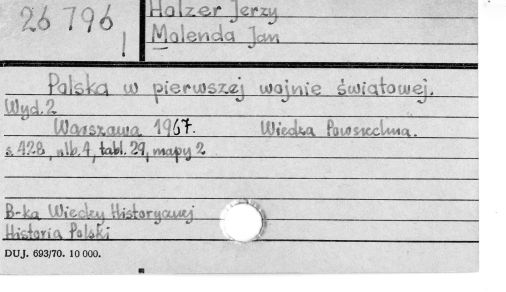 26 796
I
Holzer Jerzy
Molenda Jan
Polska w pierwszej wojnie światowej.
Wyd. 2
Warszawa 1967. Wiedza Powszechna.
s. 428, nlb. 4, tabl. 29, mapy 2
B-ka Wiedzy Historycznej
Historia Polski
DUJ. 693/70. 10 000.